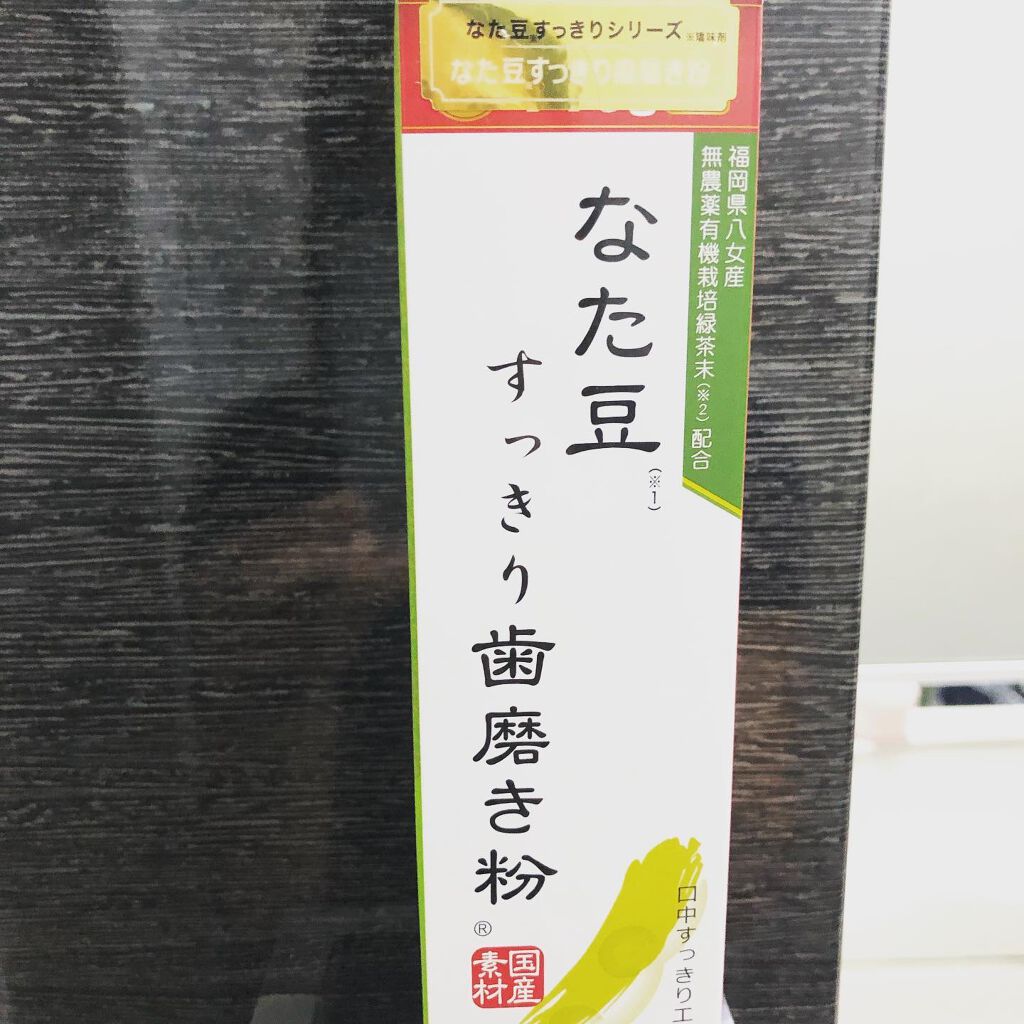 なた豆すっきりシリーズ
なた豆すっきり歯磨き粉
福岡県八女産
無農薬有機栽培緑茶末(※2)配合
なた豆(※1)
すっきり歯磨き粉®
国産
素材
口中すっきりエ